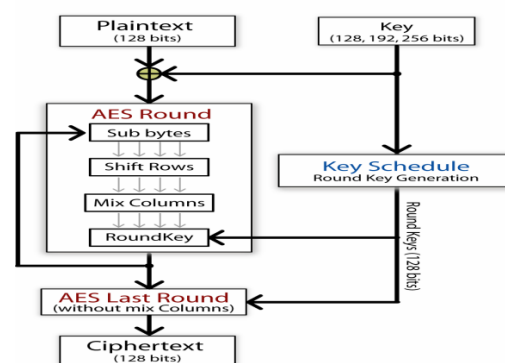 Plaintext
(128 bits)
Key
(128, 192, 256 bits)
AES Round
Sub bytes
Shift Rows
Mix Columns
RoundKey
Key Schedule
Round Key Generation
Round Keys (128 bits)
AES Last Round
(without mix Columns)
Ciphertext
(128 bits)